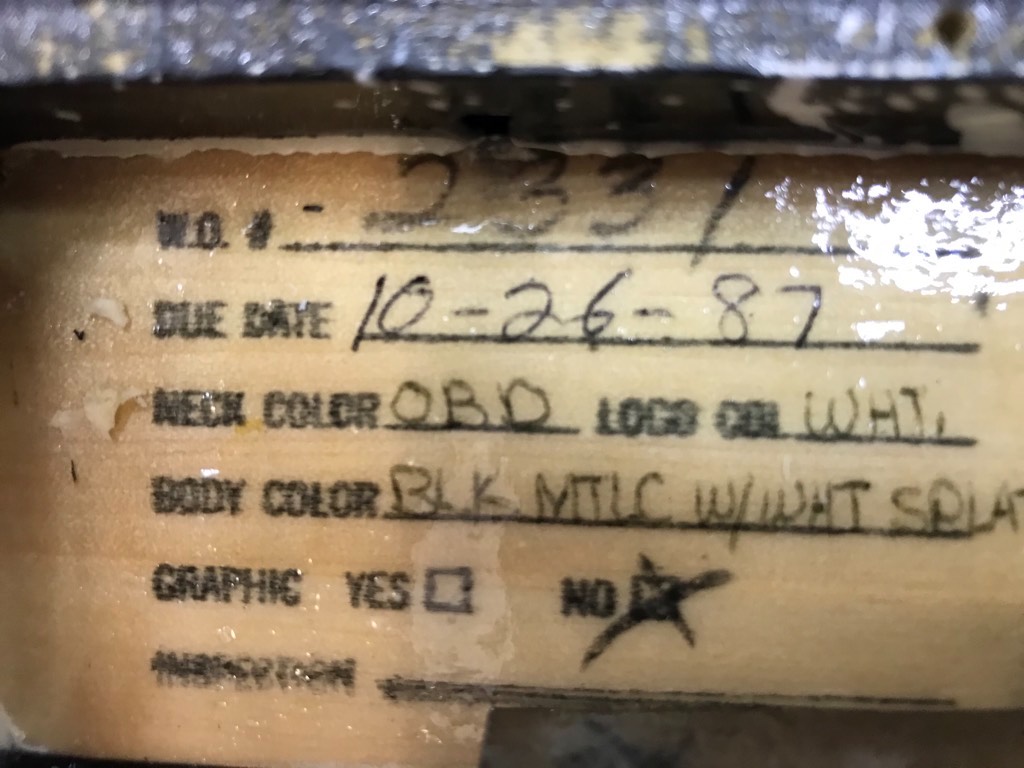 W.O. # - 2331
DUE DATE 10-26-87
NECK COLOR OBD LOGO COL WHT.
BODY COLOR BLK MTLC W/WHT SPLAT
GRAPHIC YES □ NO
INSPECTION